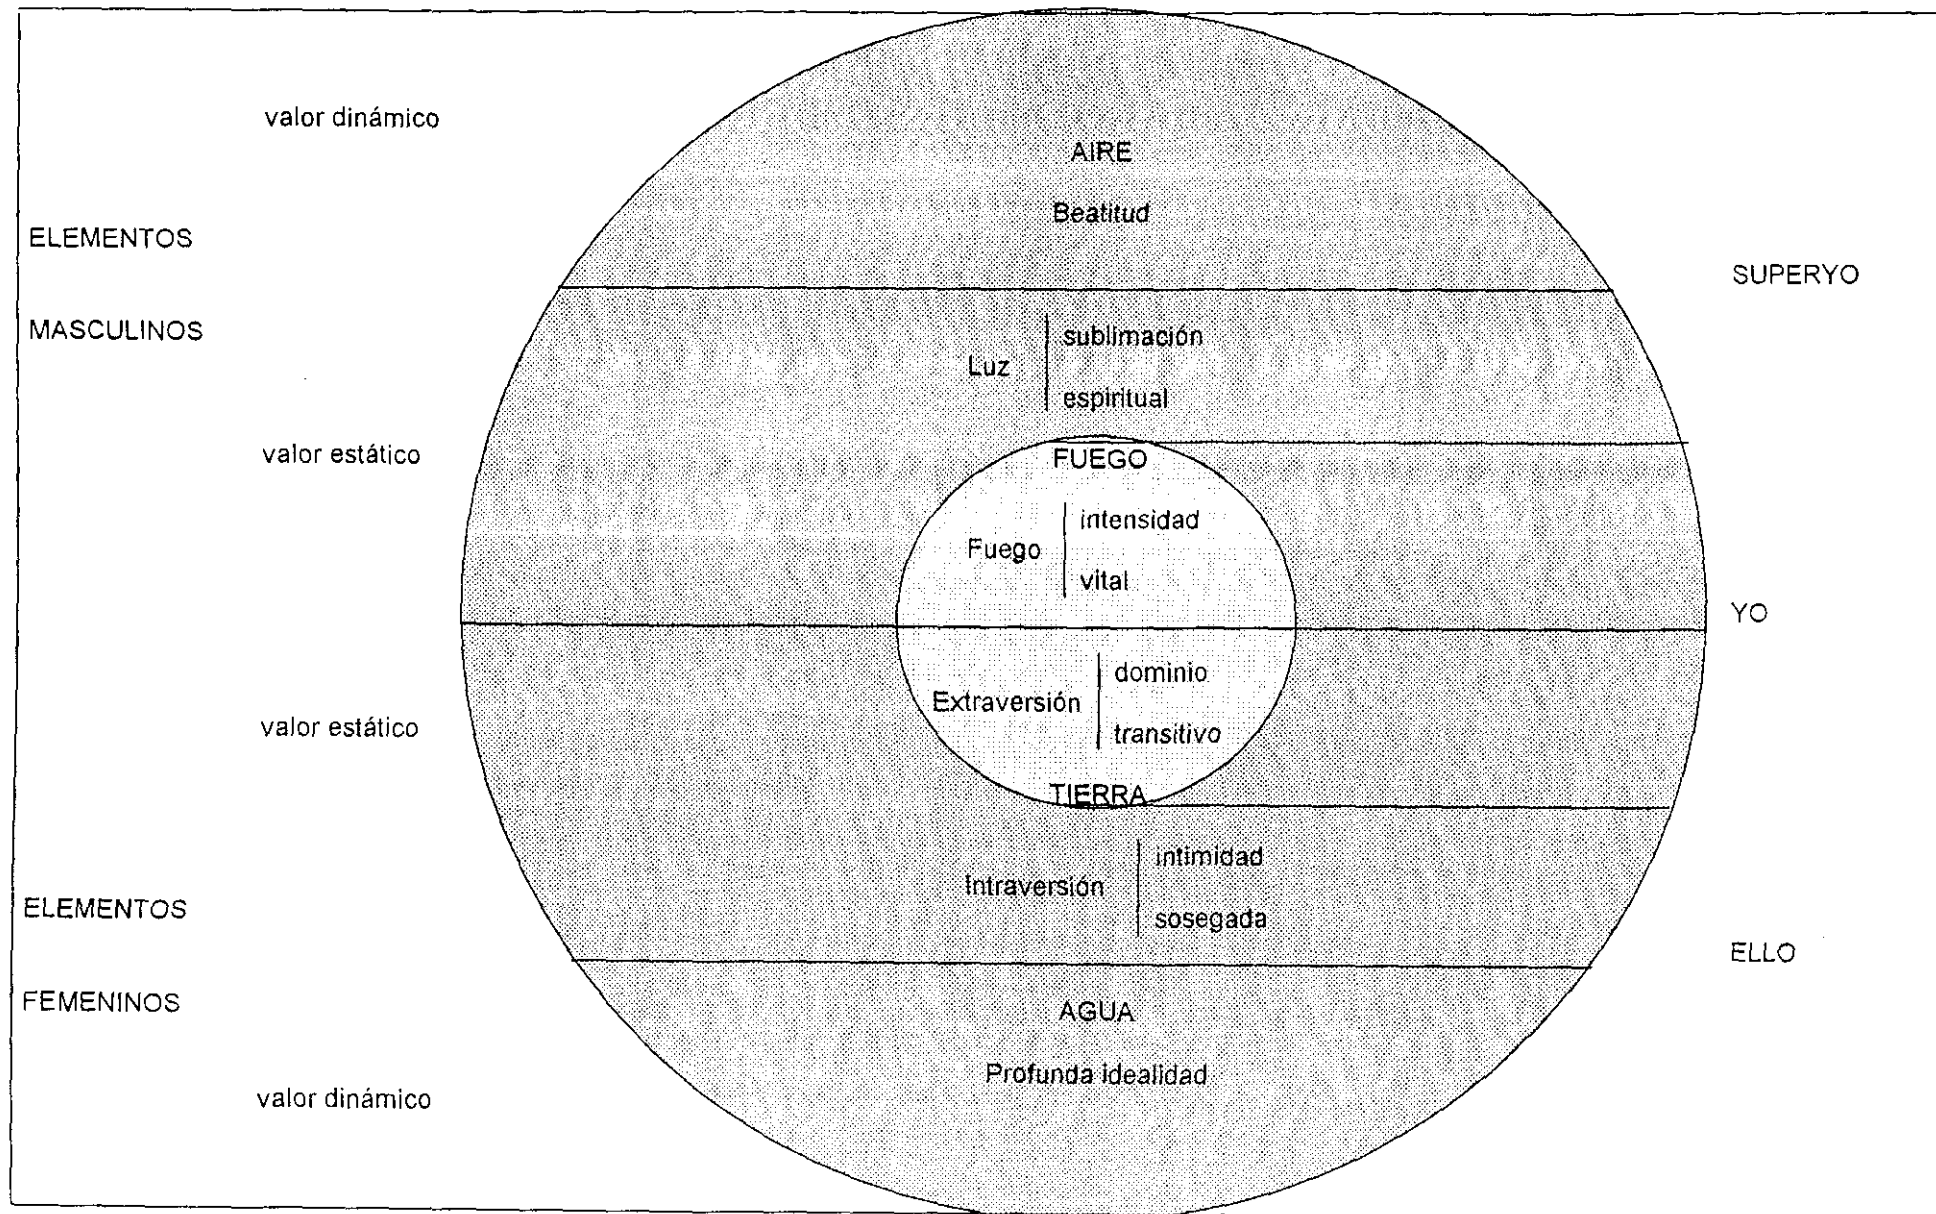 valor dinámico
AIRE
Beatitud
ELEMENTOS
SUPERYO
MASCULINOS
sublimación
Luz
espiritual
valor estático
FUEGO
intensidad
Fuego
vital
YO
dominio
Extraversión
valor estático
transitivo
TIERRA
intimidad
Intraversión
ELEMENTOS
sosegada
ELLO
FEMENINOS
AGUA
Profunda idealidad
valor dinámico